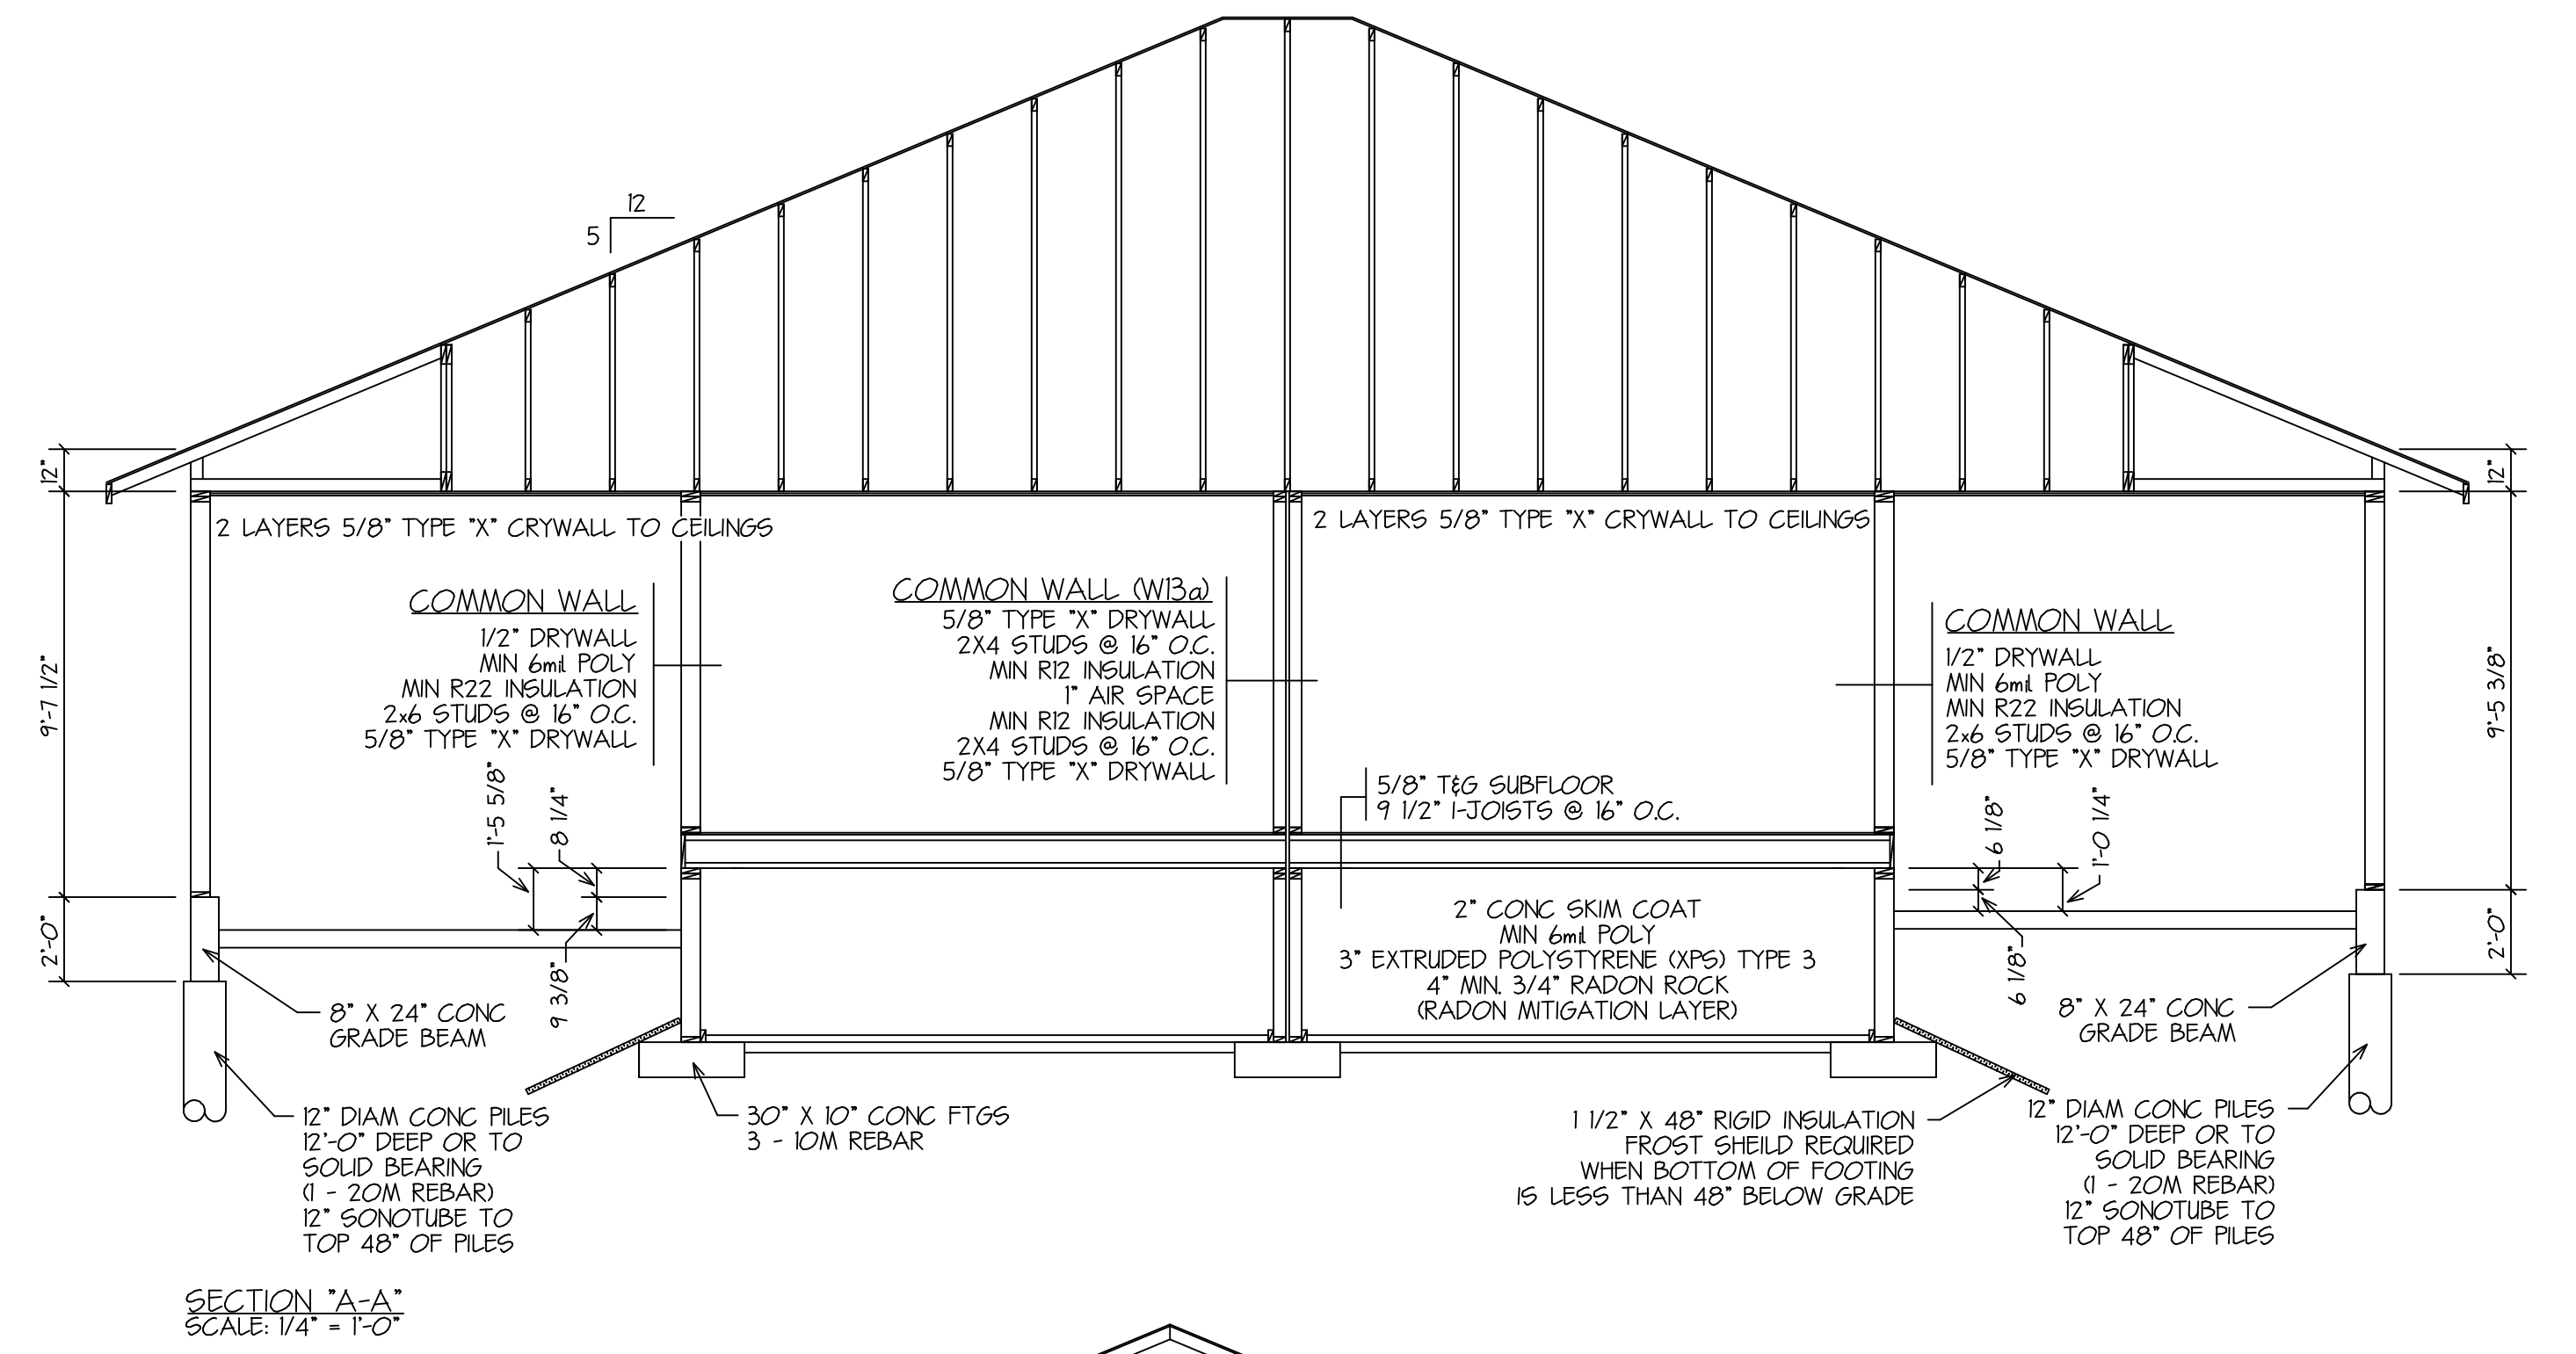 12
5
12"
12"
2 LAYERS 5/8" TYPE "X" CRYWALL TO CEILINGS
2 LAYERS 5/8" TYPE "X" CRYWALL TO CEILINGS
9'-7 1/2"
COMMON WALL
1/2" DRYWALL
MIN 6mil POLY
MIN R22 INSULATION
2x6 STUDS @ 16" O.C.
5/8" TYPE "X" DRYWALL
COMMON WALL (W13a)
5/8" TYPE "X" DRYWALL
2X4 STUDS @ 16" O.C.
MIN R12 INSULATION
1" AIR SPACE
MIN R12 INSULATION
2X4 STUDS @ 16" O.C.
5/8" TYPE "X" DRYWALL
COMMON WALL
1/2" DRYWALL
MIN 6mil POLY
MIN R22 INSULATION
2x6 STUDS @ 16" O.C.
5/8" TYPE "X" DRYWALL
9'-5 3/8"
1'-5 5/8"
8 1/4"
5/8" T&G SUBFLOOR
9 1/2" I-JOISTS @ 16" O.C.
6 1/8"
1'-0 1/4"
2'-0"
9 3/8"
2" CONC SKIM COAT
MIN 6mil POLY
3" EXTRUDED POLYSTYRENE (XPS) TYPE 3
4" MIN. 3/4" RADON ROCK
(RADON MITIGATION LAYER)
6 1/8"
2'-0"
8" X 24" CONC
GRADE BEAM
8" X 24" CONC
GRADE BEAM
12" DIAM CONC PILES
12'-0" DEEP OR TO
SOLID BEARING
(1 - 20M REBAR)
12" SONOTUBE TO
TOP 48" OF PILES
30" X 10" CONC FTGS
3 - 10M REBAR
1 1/2" X 48" RIGID INSULATION
FROST SHEILD REQUIRED
WHEN BOTTOM OF FOOTING
IS LESS THAN 48" BELOW GRADE
12" DIAM CONC PILES
12'-0" DEEP OR TO
SOLID BEARING
(1 - 20M REBAR)
12" SONOTUBE TO
TOP 48" OF PILES
SECTION "A-A"
SCALE: 1/4" = 1'-0"